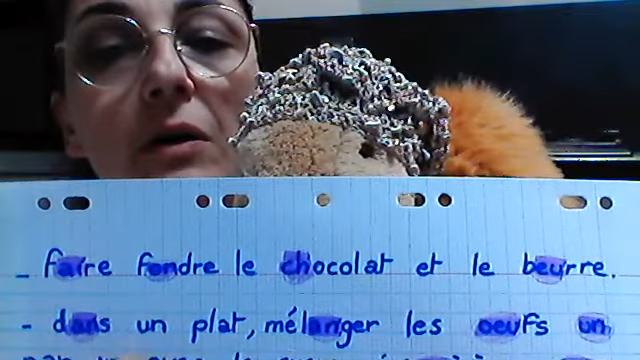 - faire fondre le chocolat et le beurre.
- dans un plat, mélanger les oeufs un